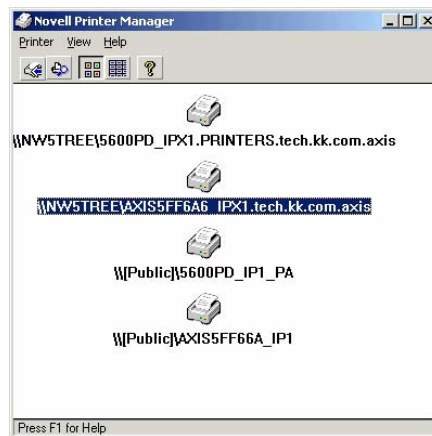 Novell Printer Manager
Printer View Help
\\NW5TREE\5600PD_IPX1.PRINTERS.tech.kk.com.axis
\\NW5TREE\AXIS5FF6A6_IPX1.tech.kk.com.axis
\\[Public]\5600PD_IP1_PA
\\[Public]\AXIS5FF66A_IP1
Press F1 for Help